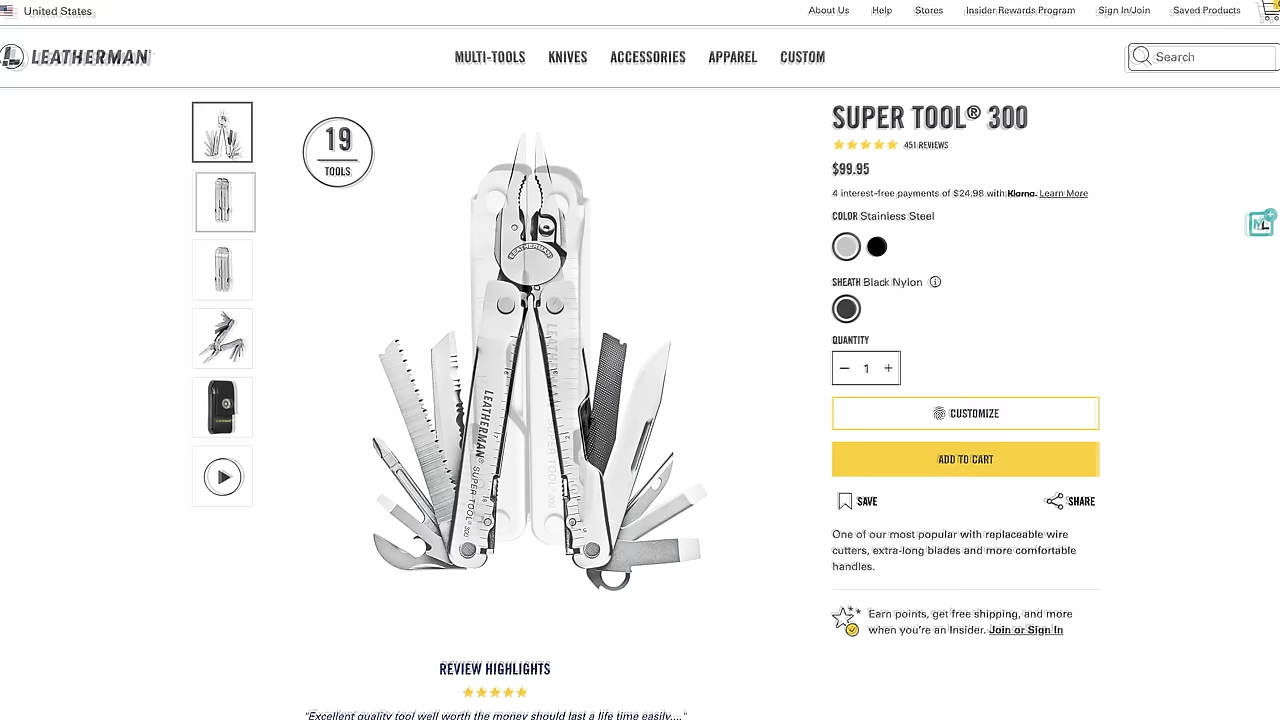 United States
About Us Help Stores Insider Rewards Program Sign In/Join Saved Products
LEATHERMAN
MULTI-TOOLS KNIVES ACCESSORIES APPAREL CUSTOM
Search
19
TOOLS
SUPER TOOL® 300
451 REVIEWS
$99.95
4 interest-free payments of $24.98 with Klarna. Learn More
COLOR Stainless Steel
SHEATH Black Nylon
QUANTITY
− 1 +
CUSTOMIZE
ADD TO CART
SAVE SHARE
One of our most popular with replaceable wire
cutters, extra-long blades and more comfortable
handles.
Earn points, get free shipping, and more
when you're an Insider. Join or Sign In
LEATHERMAN
LEATHERMAN® SUPER TOOL® 300
REVIEW HIGHLIGHTS
"Excellent quality tool well worth the money should last a life time easily...."